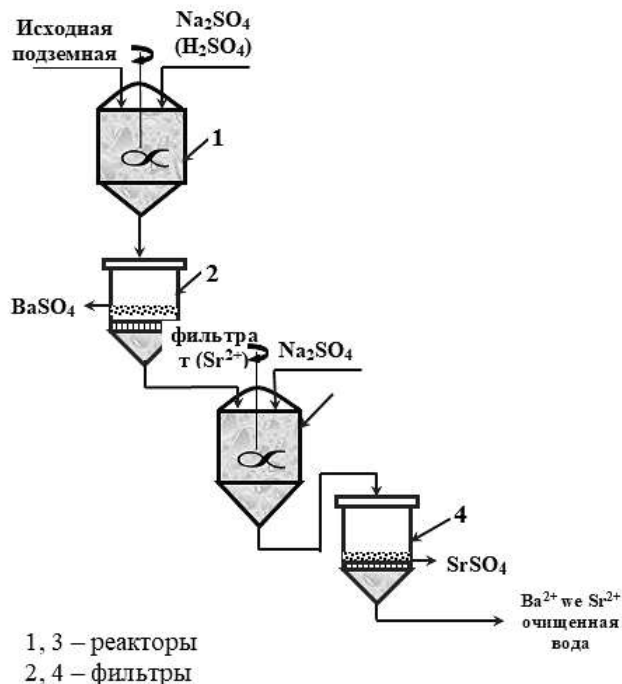 Исходная
подземная
Na₂SO₄
(H₂SO₄)
1
2
BaSO₄
фильтра
т (Sr²⁺)
Na₂SO₄
4
SrSO₄
Ba²⁺ we Sr²⁺
очищенная
вода
1, 3 – реакторы
2, 4 – фильтры